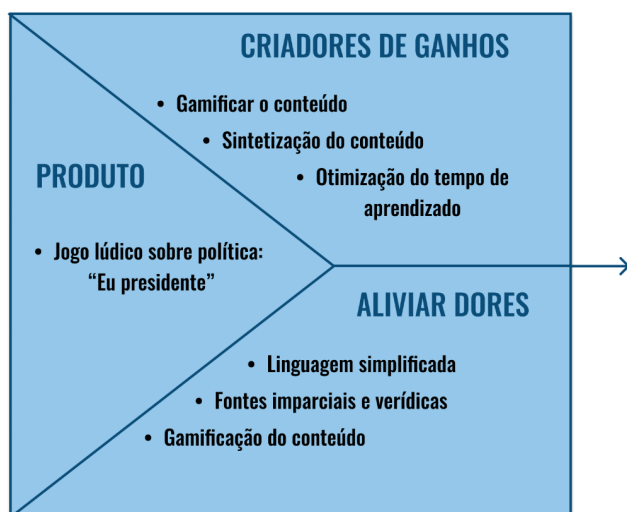 CRIADORES DE GANHOS
• Gamificar o conteúdo
• Sintetização do conteúdo
• Otimização do tempo de
aprendizado
PRODUTO
• Jogo lúdico sobre política:
“Eu presidente”
ALIVIAR DORES
• Linguagem simplificada
• Fontes imparciais e verídicas
• Gamificação do conteúdo